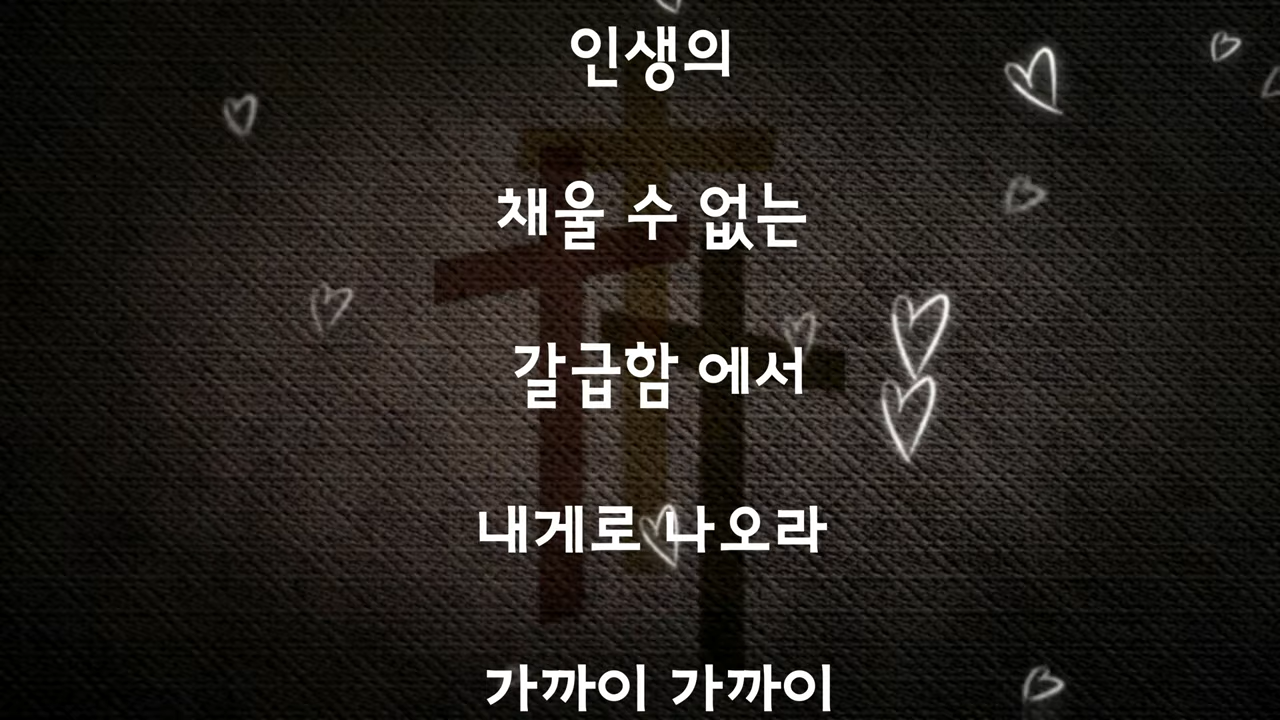 인생의
채울 수 없는
갈급함 에서
내게로 나오라
가까이 가까이